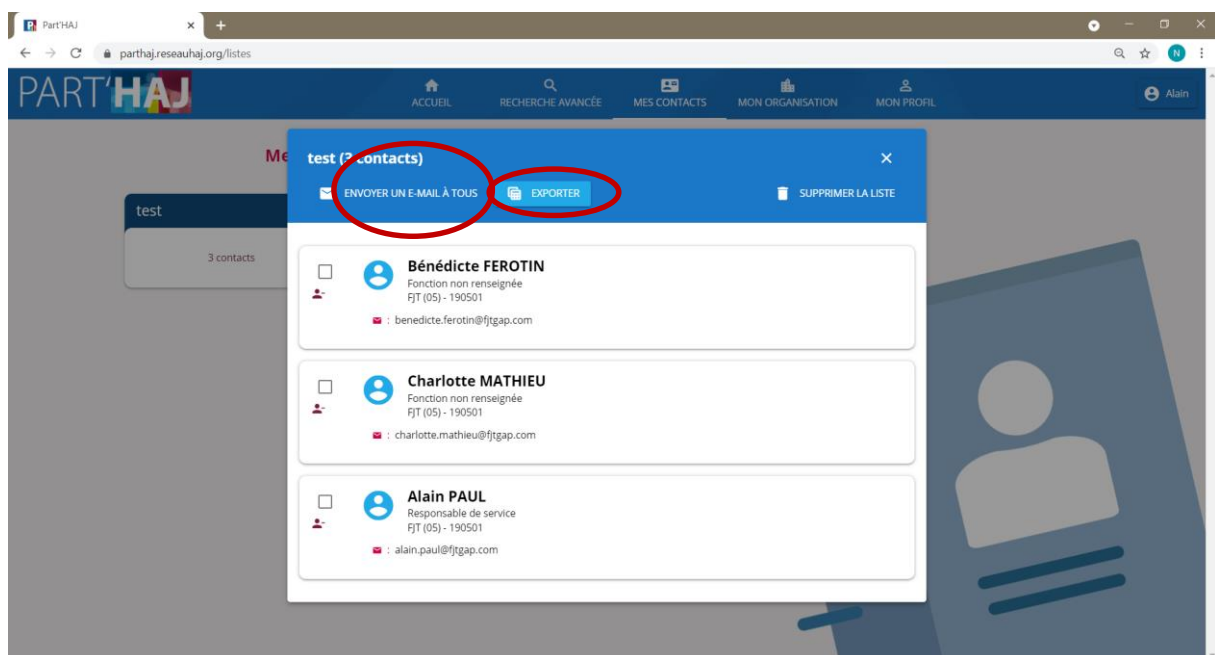 Part'HAJ
parthaj.reseauhaj.org/listes
N
PART'HAJ
ACCUEIL
RECHERCHE AVANCÉE
MES CONTACTS
MON ORGANISATION
MON PROFIL
Alain
Me
test (3 contacts)
ENVOYER UN E-MAIL À TOUS
EXPORTER
SUPPRIMER LA LISTE
test
3 contacts
Bénédicte FEROTIN
Fonction non renseignée
FJT (05) - 190501
: benedicte.ferotin@fjtgap.com
Charlotte MATHIEU
Fonction non renseignée
FJT (05) - 190501
: charlotte.mathieu@fjtgap.com
Alain PAUL
Responsable de service
FJT (05) - 190501
: alain.paul@fjtgap.com